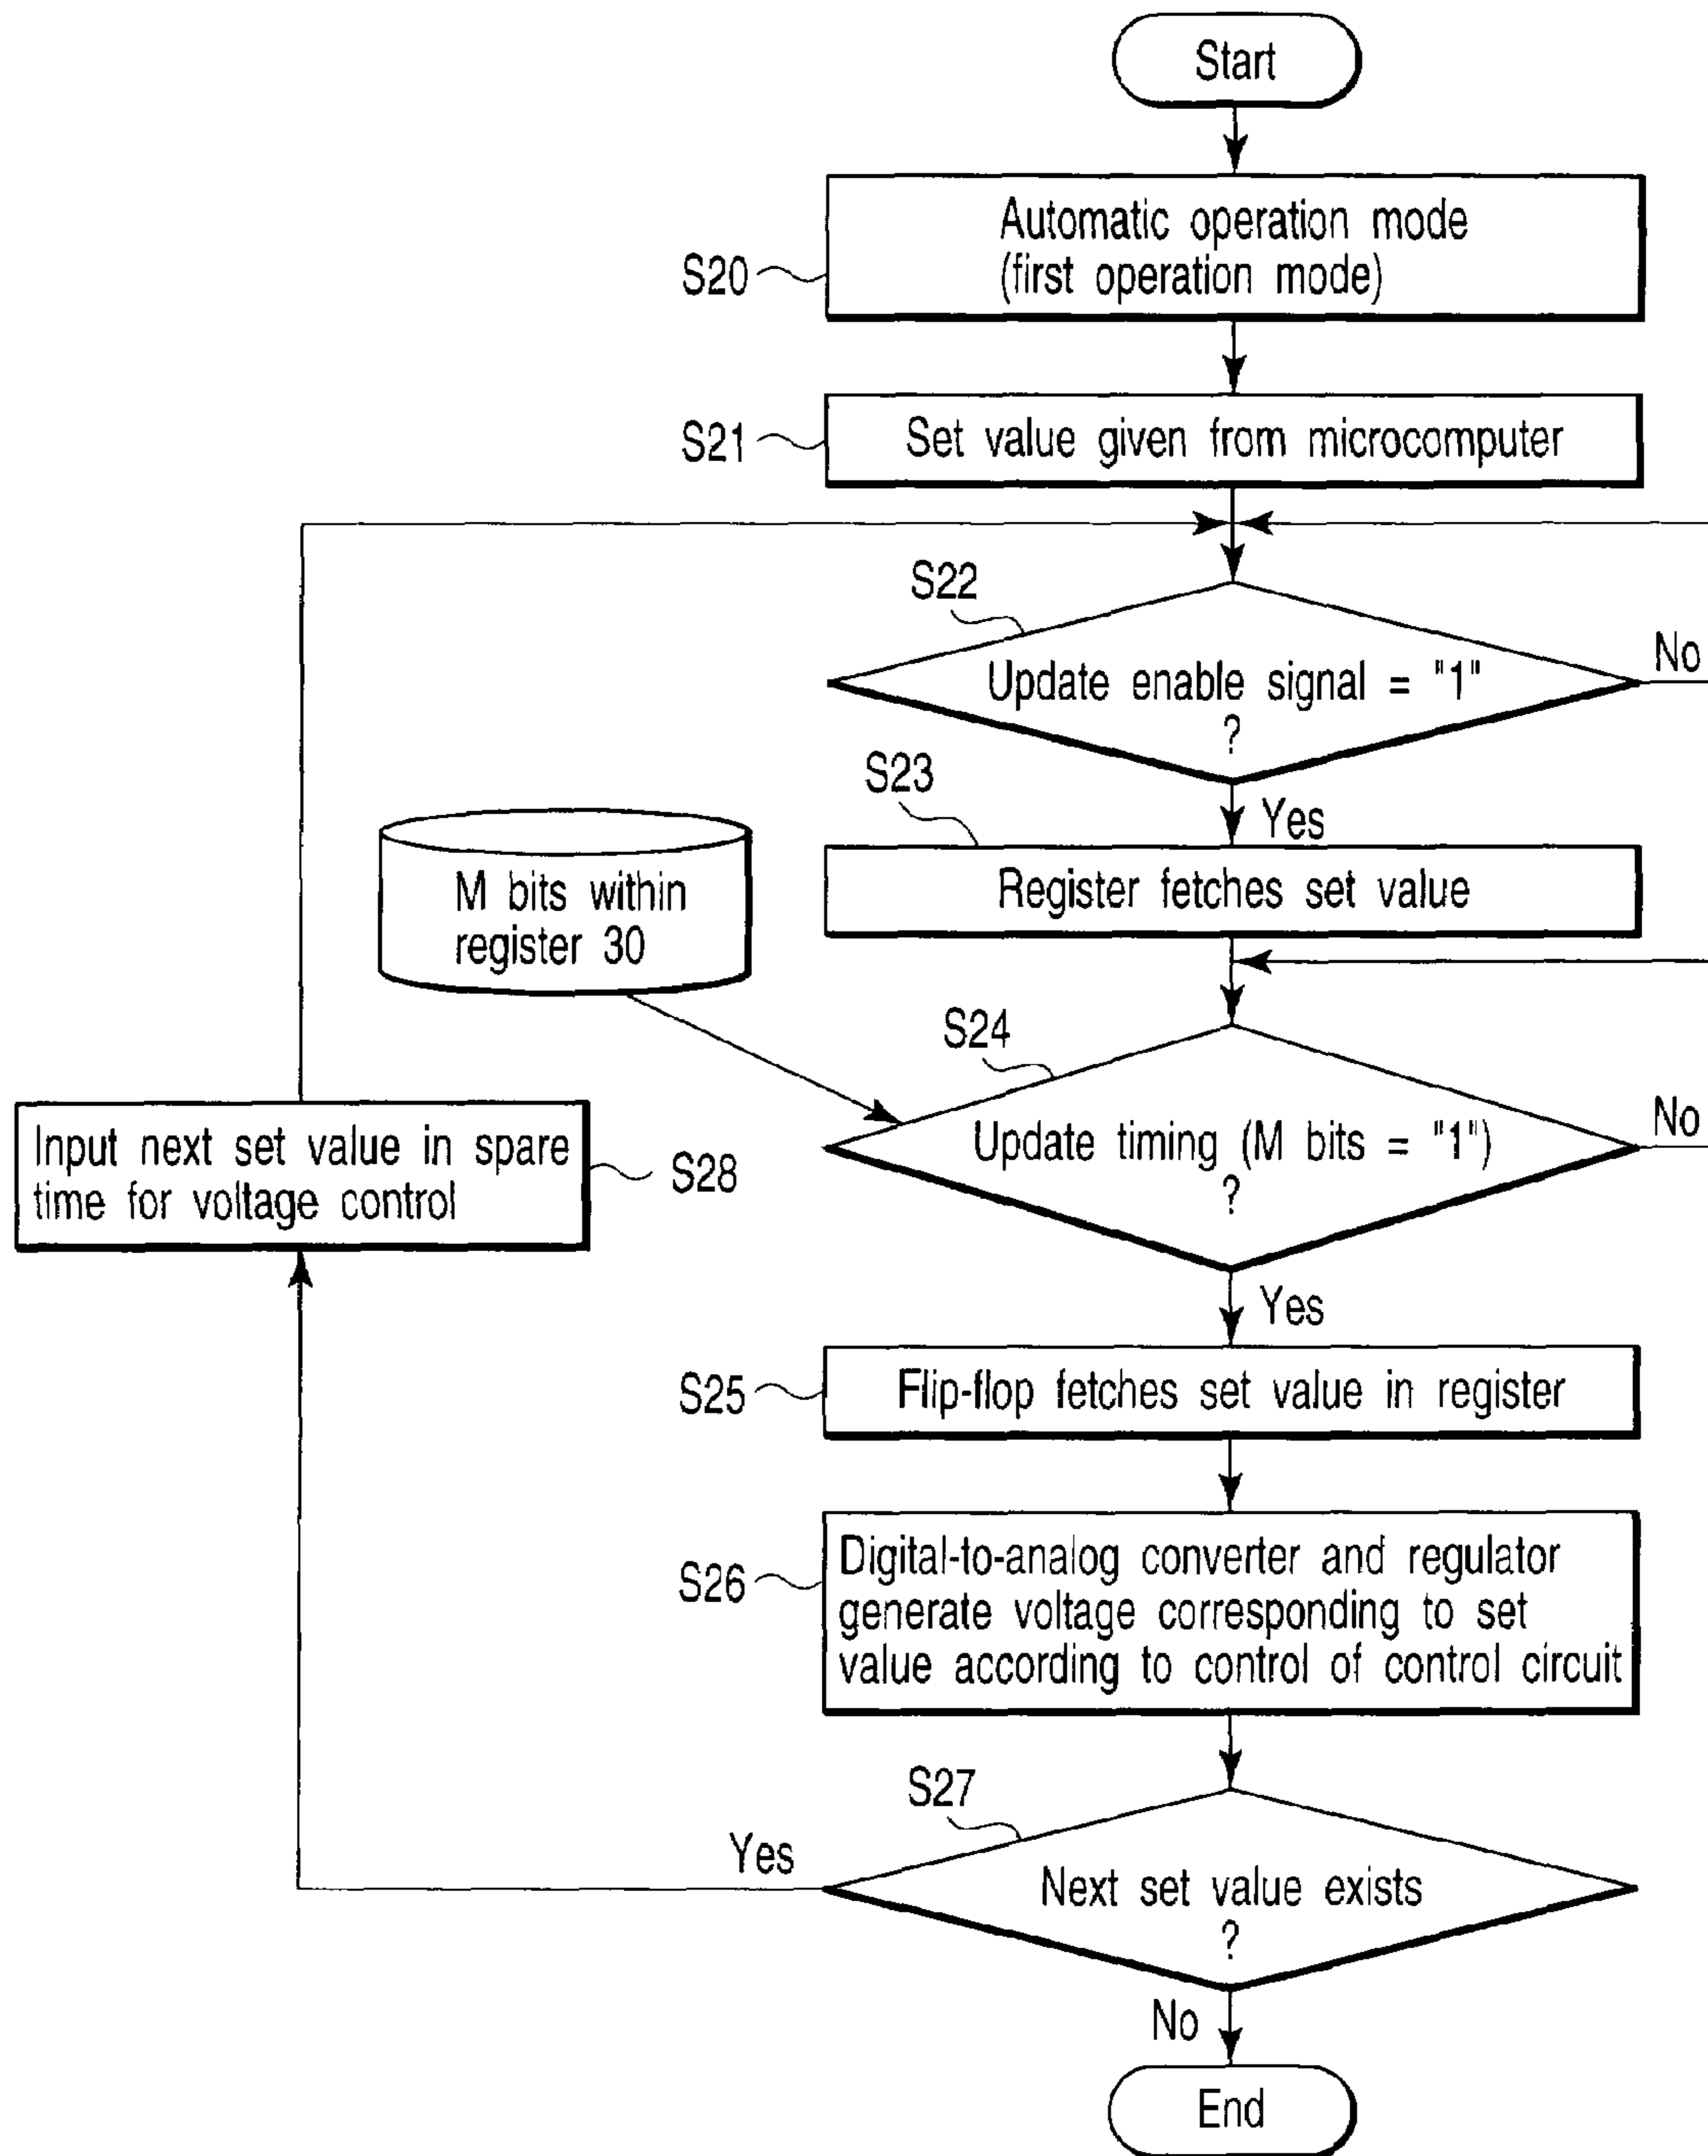 Start
Automatic operation mode
(first operation mode)
S20
S21
Set value given from microcomputer
S22
Update enable signal = "1"
?
No
Yes
S23
Register fetches set value
M bits within
register 30
S24
Update timing (M bits = "1")
?
No
Yes
Input next set value in spare
time for voltage control
S28
S25
Flip-flop fetches set value in register
S26
Digital-to-analog converter and regulator
generate voltage corresponding to set
value according to control of control circuit
S27
Next set value exists
?
Yes
No
End